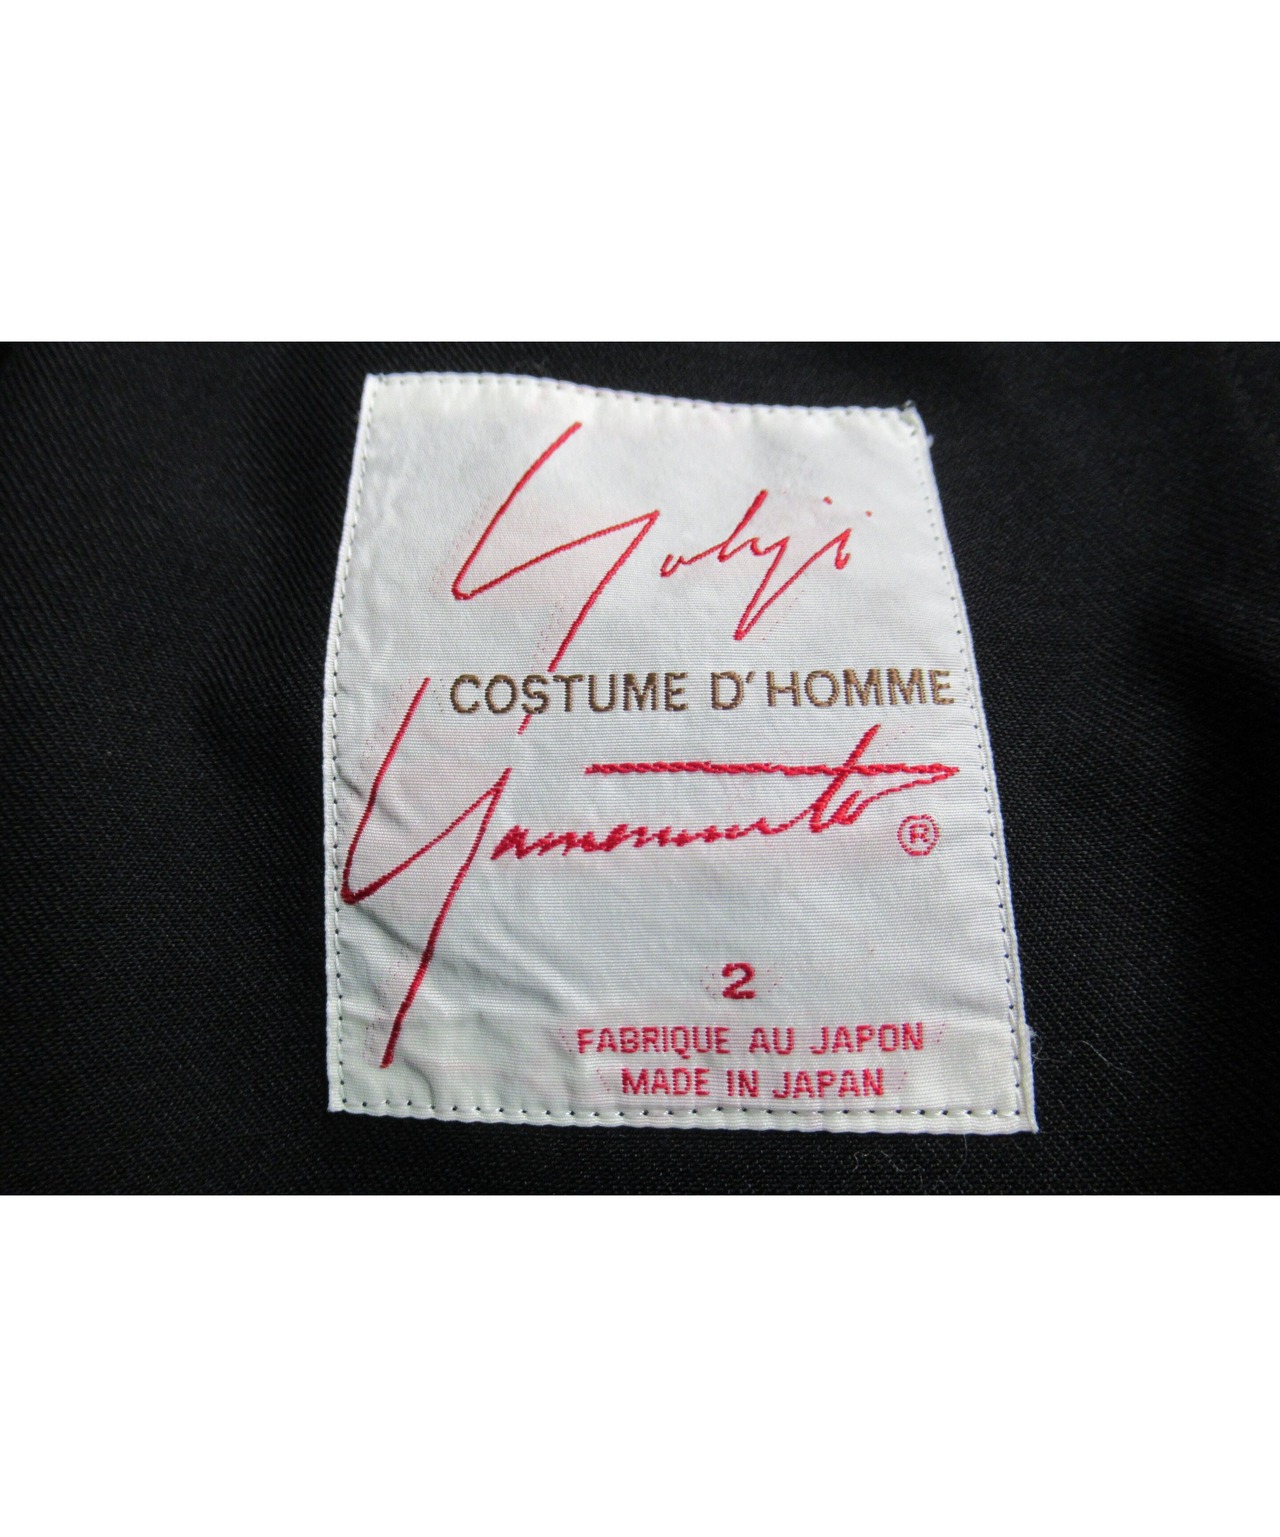 Yohji
COSTUME D'HOMME
Yamamoto ®
2
FABRIQUE AU JAPON
MADE IN JAPAN